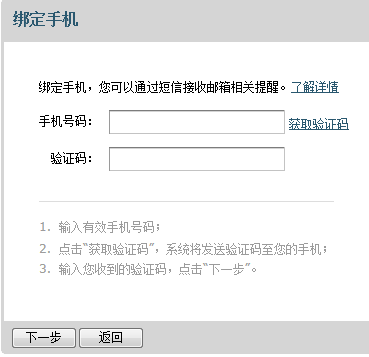 绑定手机
绑定手机，您可以通过短信接收邮箱相关提醒。了解详情
手机号码： 获取验证码
验证码：
1. 输入有效手机号码；
2. 点击“获取验证码”，系统将发送验证码至您的手机；
3. 输入您收到的验证码，点击“下一步”。
下一步 返回